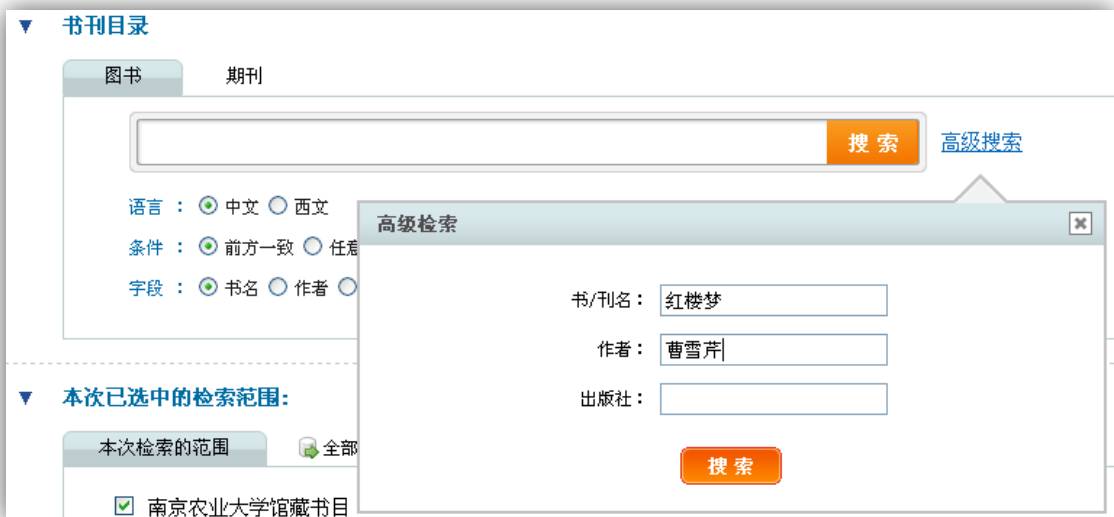 书刊目录
图书 期刊
搜索 高级搜索
语言 : 中文 西文
条件 : 前方一致 任意
字段 : 书名 作者
高级检索
书/刊名: 红楼梦
作者: 曹雪芹
出版社:
搜索
本次已选中的检索范围:
本次检索的范围 全部
南京农业大学馆藏书目